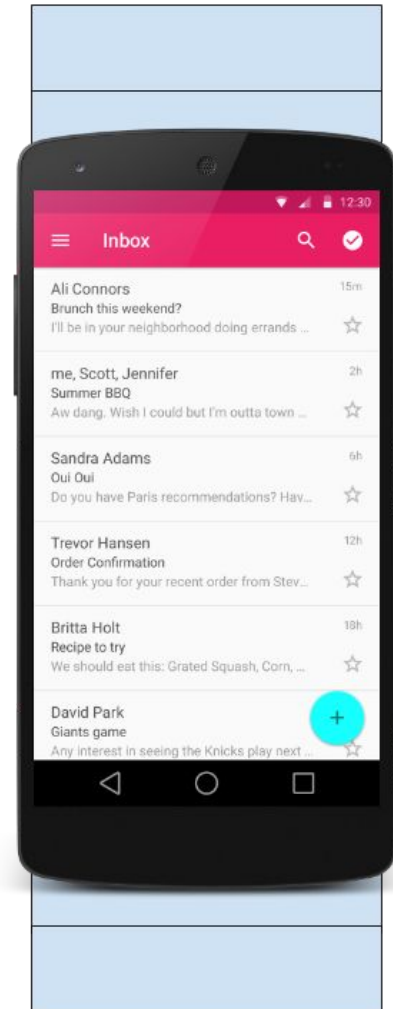 12:30
Inbox
Ali Connors 15m
Brunch this weekend?
I'll be in your neighborhood doing errands ...
me, Scott, Jennifer 2h
Summer BBQ
Aw dang. Wish I could but I'm outta town ...
Sandra Adams 6h
Oui Oui
Do you have Paris recommendations? Hav...
Trevor Hansen 12h
Order Confirmation
Thank you for your recent order from Stev...
Britta Holt 18h
Recipe to try
We should eat this: Grated Squash, Corn, ...
David Park
Giants game
Any interest in seeing the Knicks play next ...